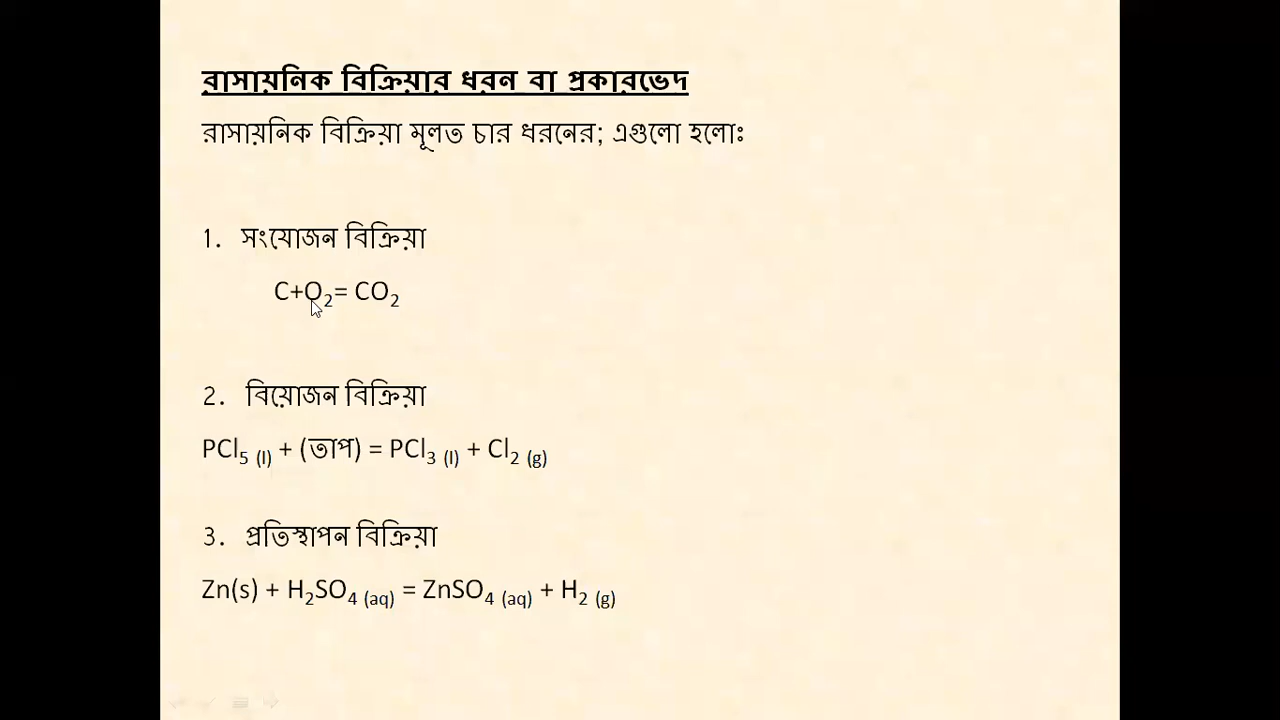 রাসায়নিক বিক্রিয়ার ধরন বা প্রকারভেদ
রাসায়নিক বিক্রিয়া মূলত চার ধরনের; এগুলো হলোঃ
1. সংযোজন বিক্রিয়া
C+O₂= CO₂
2. বিয়োজন বিক্রিয়া
PCl₅ (l) + (তাপ) = PCl₃ (l) + Cl₂ (g)
3. প্রতিস্থাপন বিক্রিয়া
Zn(s) + H₂SO₄ (aq) = ZnSO₄ (aq) + H₂ (g)